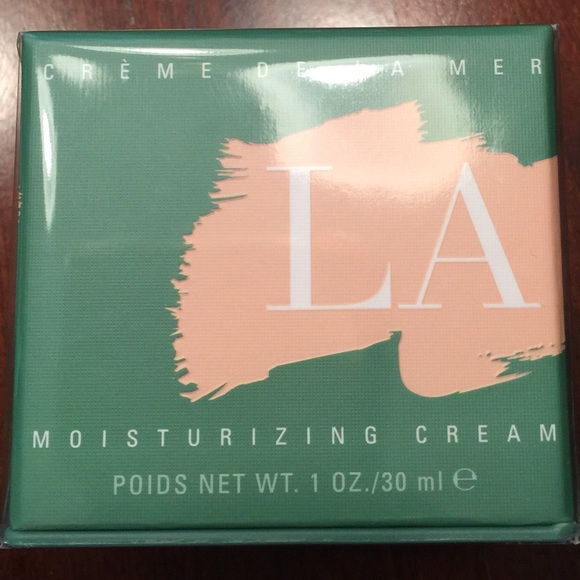 CRÈME DE LA MER
LA
MOISTURIZING CREAM
POIDS NET WT. 1 OZ./30 ml ℮